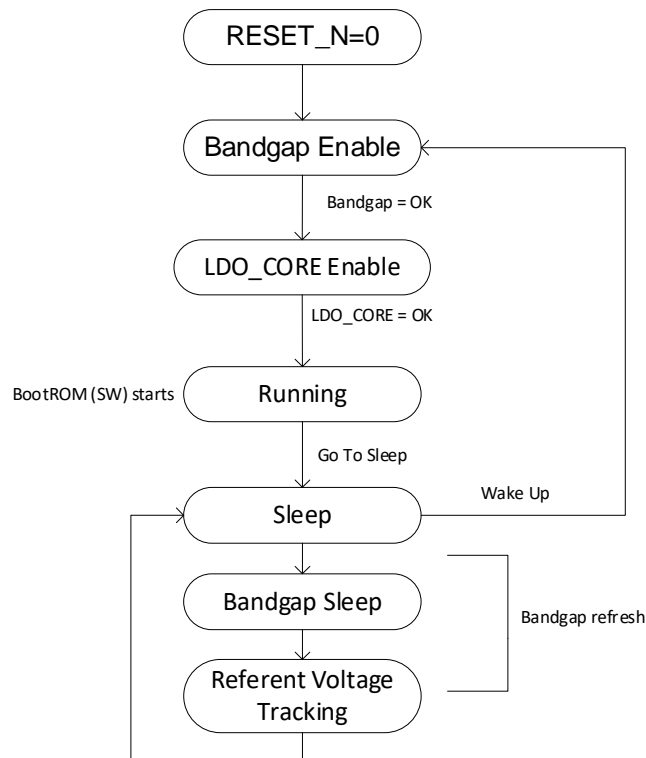 RESET_N=0
Bandgap Enable
Bandgap = OK
LDO_CORE Enable
LDO_CORE = OK
BootROM (SW) starts
Running
Go To Sleep
Sleep
Wake Up
Bandgap Sleep
Bandgap refresh
Referent Voltage
Tracking